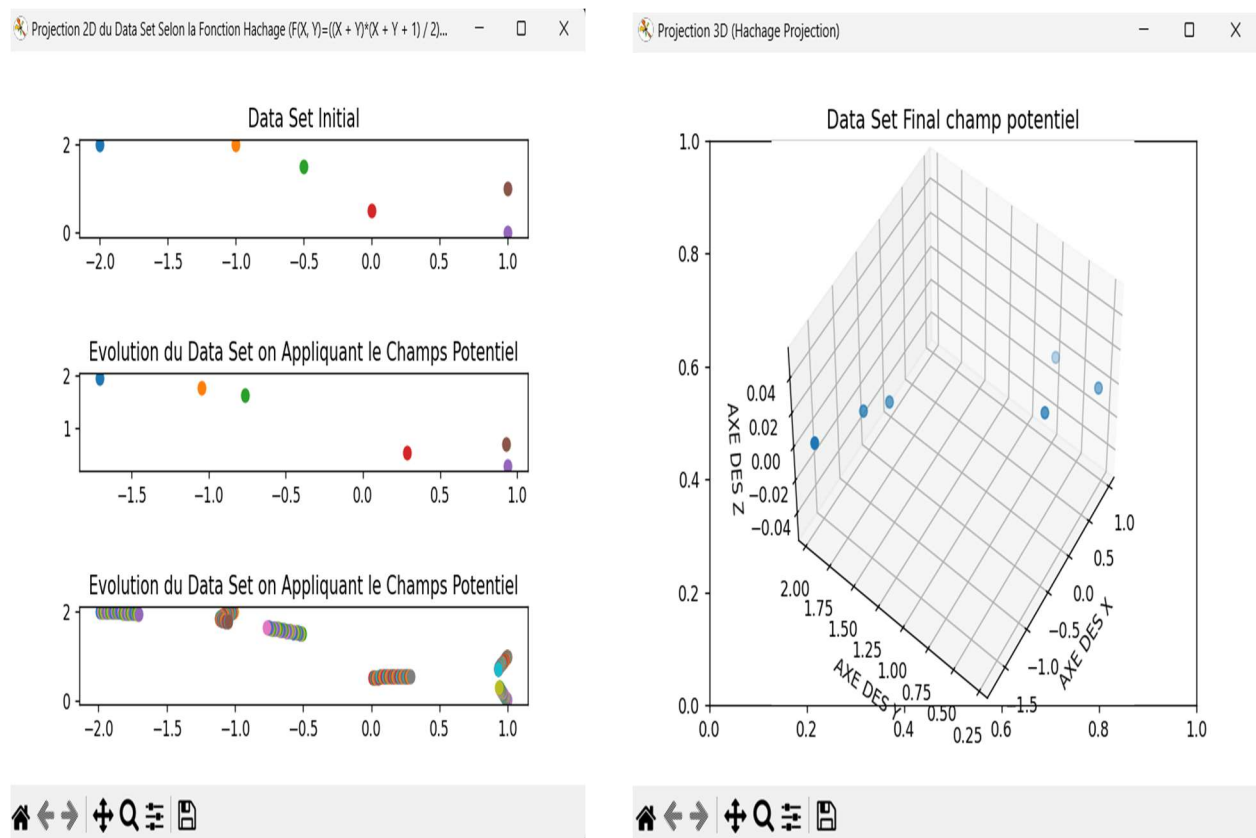 Projection 2D du Data Set Selon la Fonction Hachage (F(X, Y)=((X + Y)*(X + Y + 1) / 2)...
Data Set Initial
2
0
−2.0 −1.5 −1.0 −0.5 0.0 0.5 1.0
Evolution du Data Set on Appliquant le Champs Potentiel
2
1
−1.5 −1.0 −0.5 0.0 0.5 1.0
Evolution du Data Set on Appliquant le Champs Potentiel
2
0
−2.0 −1.5 −1.0 −0.5 0.0 0.5 1.0
Projection 3D (Hachage Projection)
Data Set Final champ potentiel
1.0
0.8
0.6
0.4
0.2
0.0
0.0 0.2 0.4 0.6 0.8 1.0
0.04
0.02
0.00
−0.02
−0.04
AXE DES Z
2.00
1.75
1.50
1.25
1.00
0.75
0.50
0.25
AXE DES Y
1.0
0.5
0.0
−0.5
−1.0
−1.5
AXE DES X